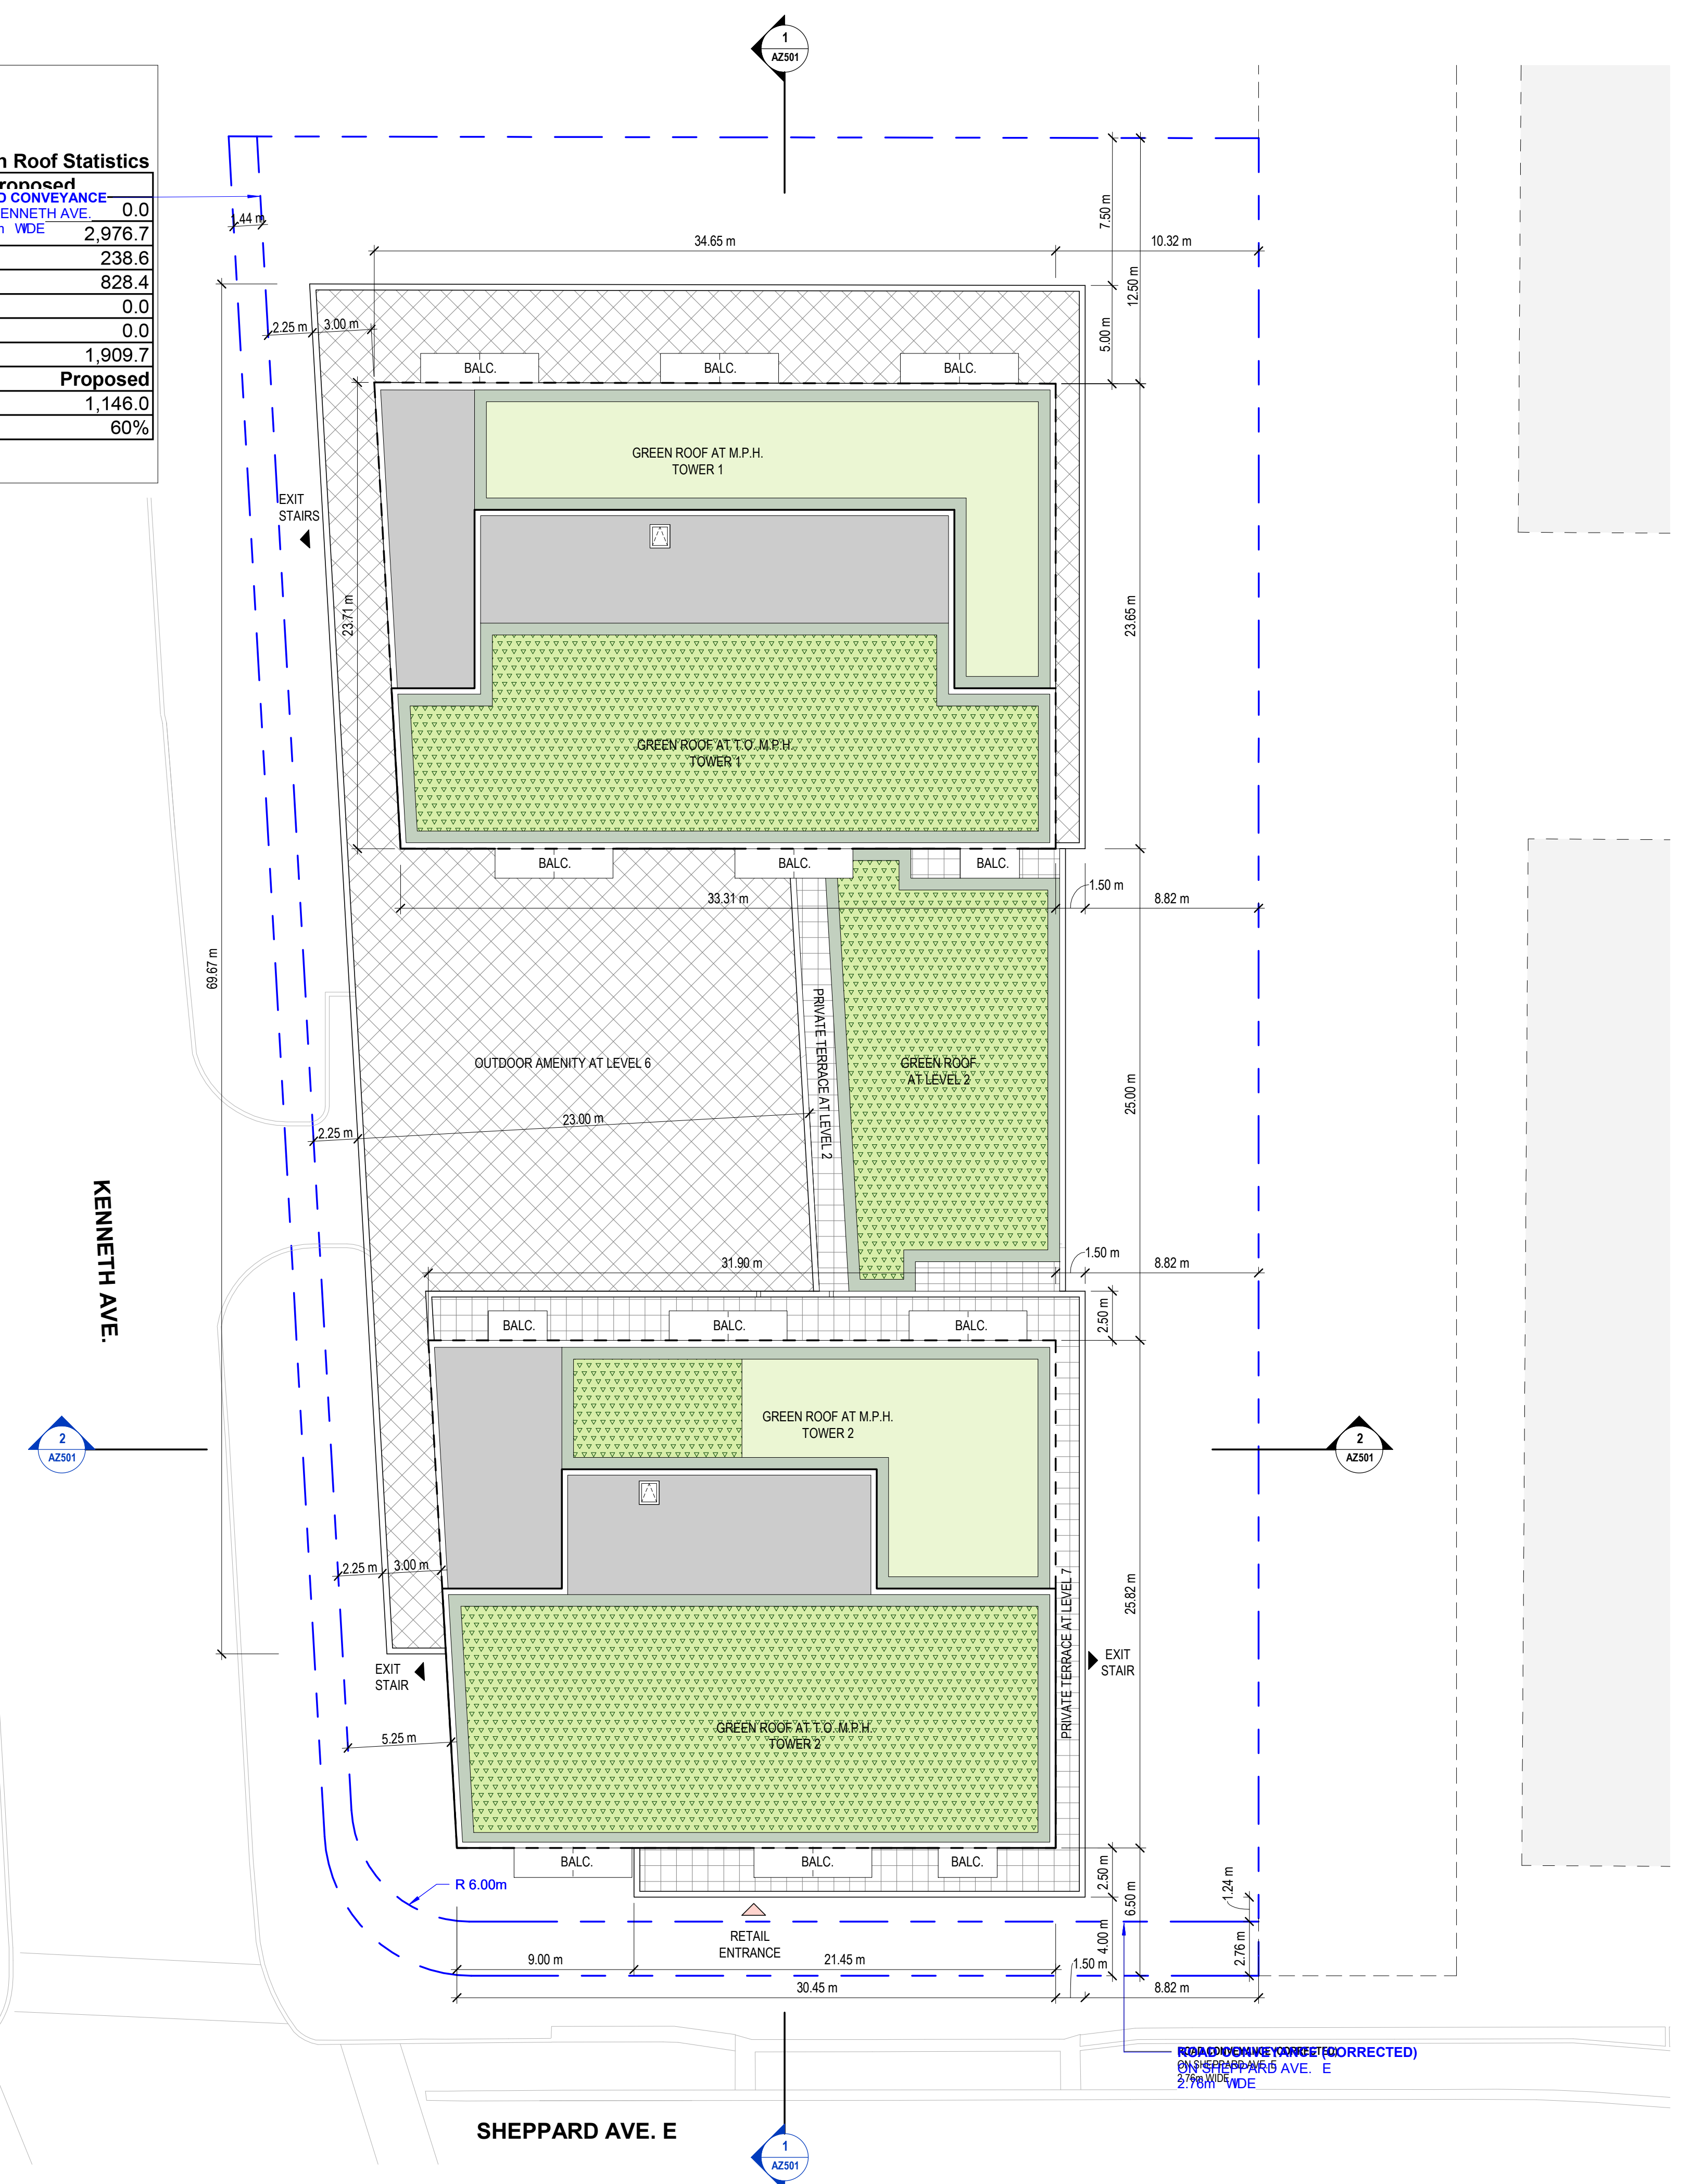 1
AZ501
n Roof Statistics
roposed
O CONVEYANCE
ENNETH AVE.
0.0
WIDE
2,976.7
238.6
828.4
0.0
0.0
1,909.7
Proposed
1,146.0
60%
1.44 m
34.65 m
10.32 m
7.50 m
12.50 m
5.00 m
2.25 m
3.00 m
BALC.
BALC.
BALC.
GREEN ROOF AT M.P.H.
TOWER 1
EXIT
STAIRS
23.71 m
23.65 m
GREEN ROOF AT T.O. M.P.H.
TOWER 1
BALC.
BALC.
BALC.
1.50 m
33.31 m
8.82 m
69.67 m
PRIVATE TERRACE AT LEVEL 2
OUTDOOR AMENITY AT LEVEL 6
GREEN ROOF
AT LEVEL 2
25.00 m
23.00 m
2.25 m
KENNETH AVE.
1.50 m
31.90 m
8.82 m
2.50 m
BALC.
BALC.
BALC.
GREEN ROOF AT M.P.H.
TOWER 2
2
AZ501
2
AZ501
2.25 m
3.00 m
25.82 m
PRIVATE TERRACE AT LEVEL 7
EXIT
STAIR
EXIT
STAIR
GREEN ROOF AT T.O. M.P.H.
TOWER 2
5.25 m
BALC.
BALC.
BALC.
R 6.00m
2.50 m
6.50 m
1.24 m
RETAIL
ENTRANCE
4.00 m
2.76 m
9.00 m
21.45 m
1.50 m
30.45 m
8.82 m
ROAD CONVEYANCE (CORRECTED)
ON SHEPPARD AVE. E
2.76m WIDE
SHEPPARD AVE. E
1
AZ501